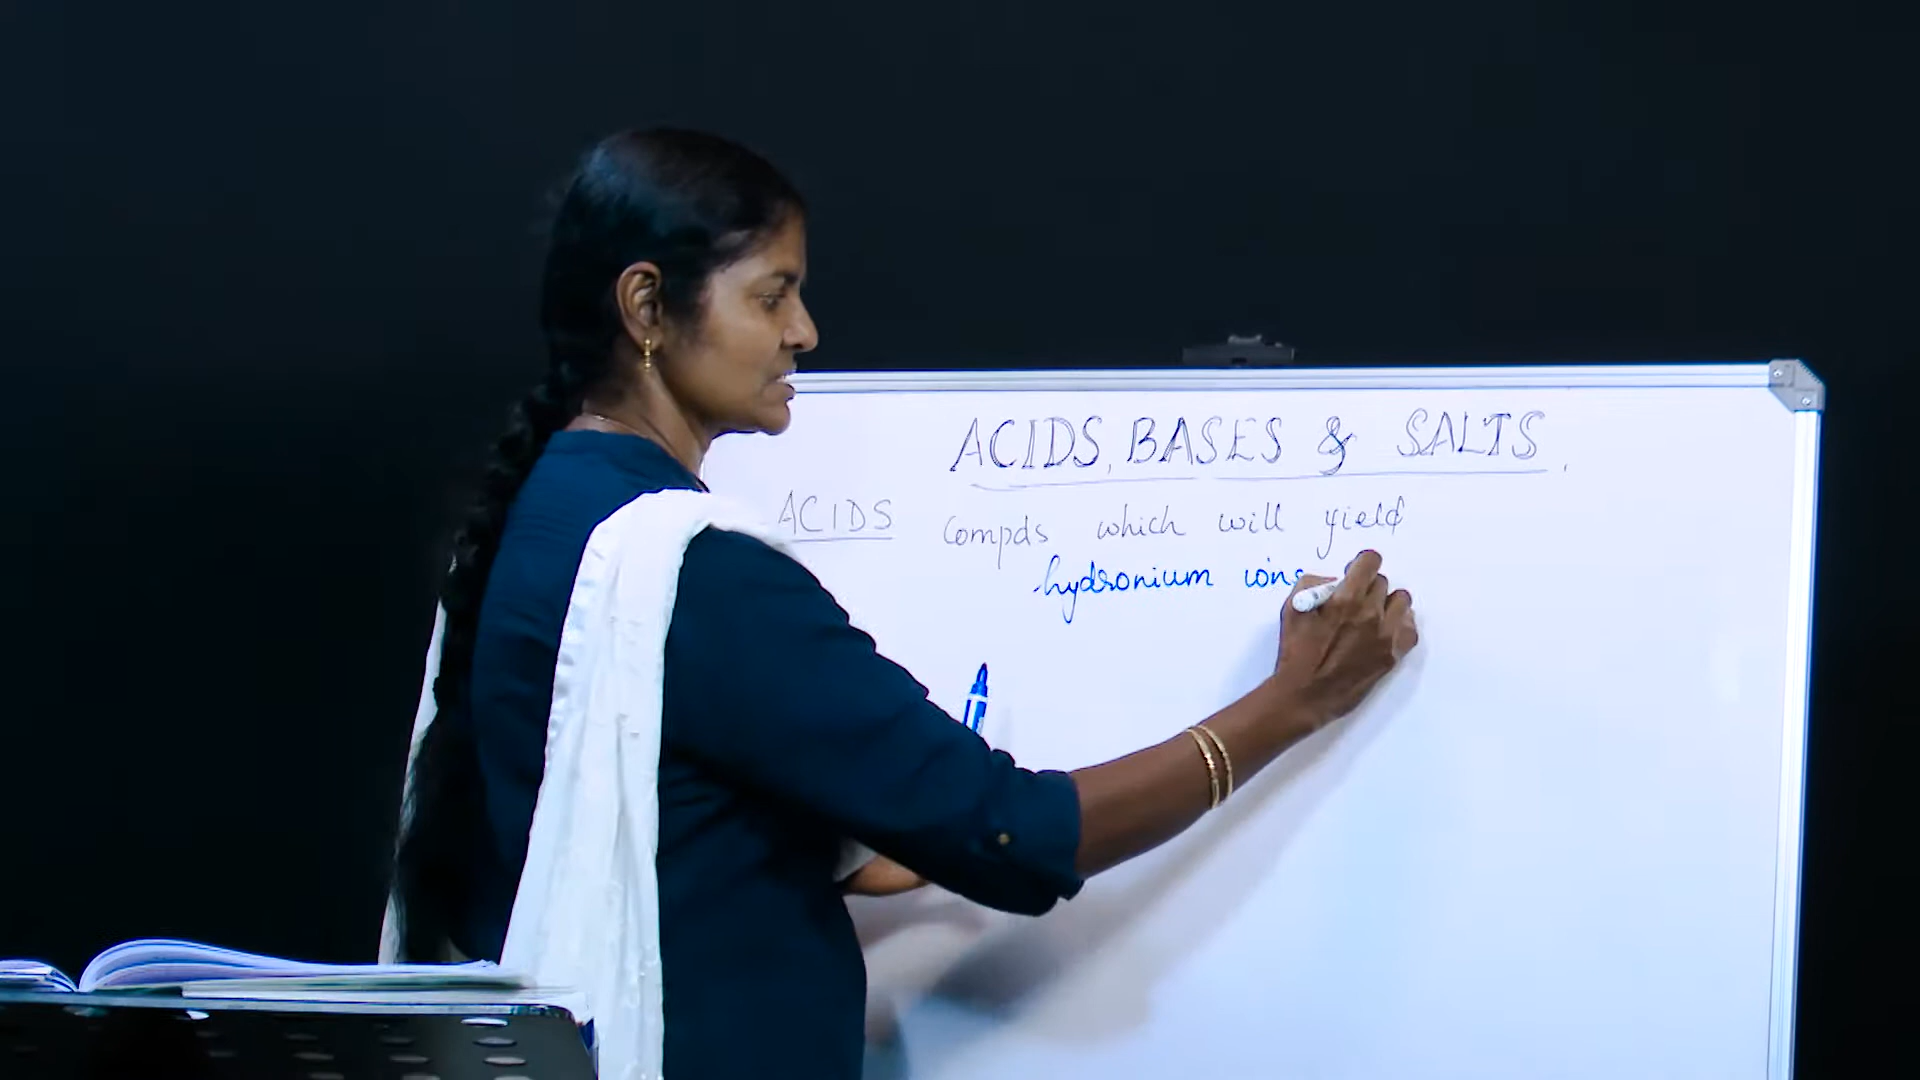 ACIDS, BASES & SALTS.
ACIDS Compds which will yield
hydronium ions